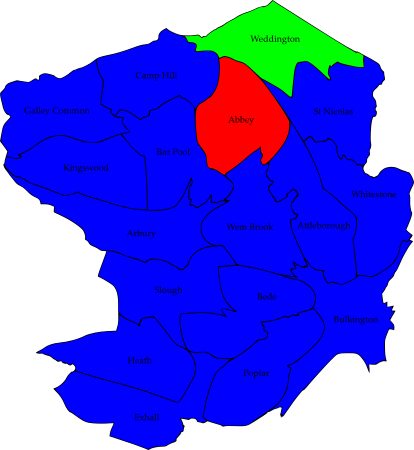 Weddington
Camp Hill
Galley Common
St Nicolas
Abbey
Bar Pool
Kingswood
Whitestone
Arbury
Wem Brook
Attleborough
Slough
Bede
Bulkington
Heath
Poplar
Exhall